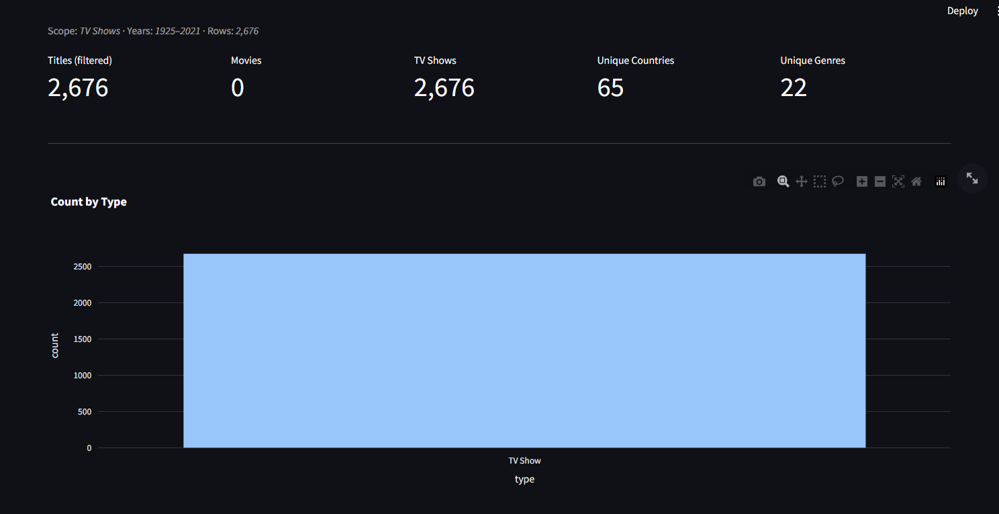 Deploy
Scope: TV Shows · Years: 1925–2021 · Rows: 2,676
Titles (filtered) Movies TV Shows Unique Countries Unique Genres
2,676 0 2,676 65 22
Count by Type
2500
2000
1500
1000
500
0
count
TV Show
type